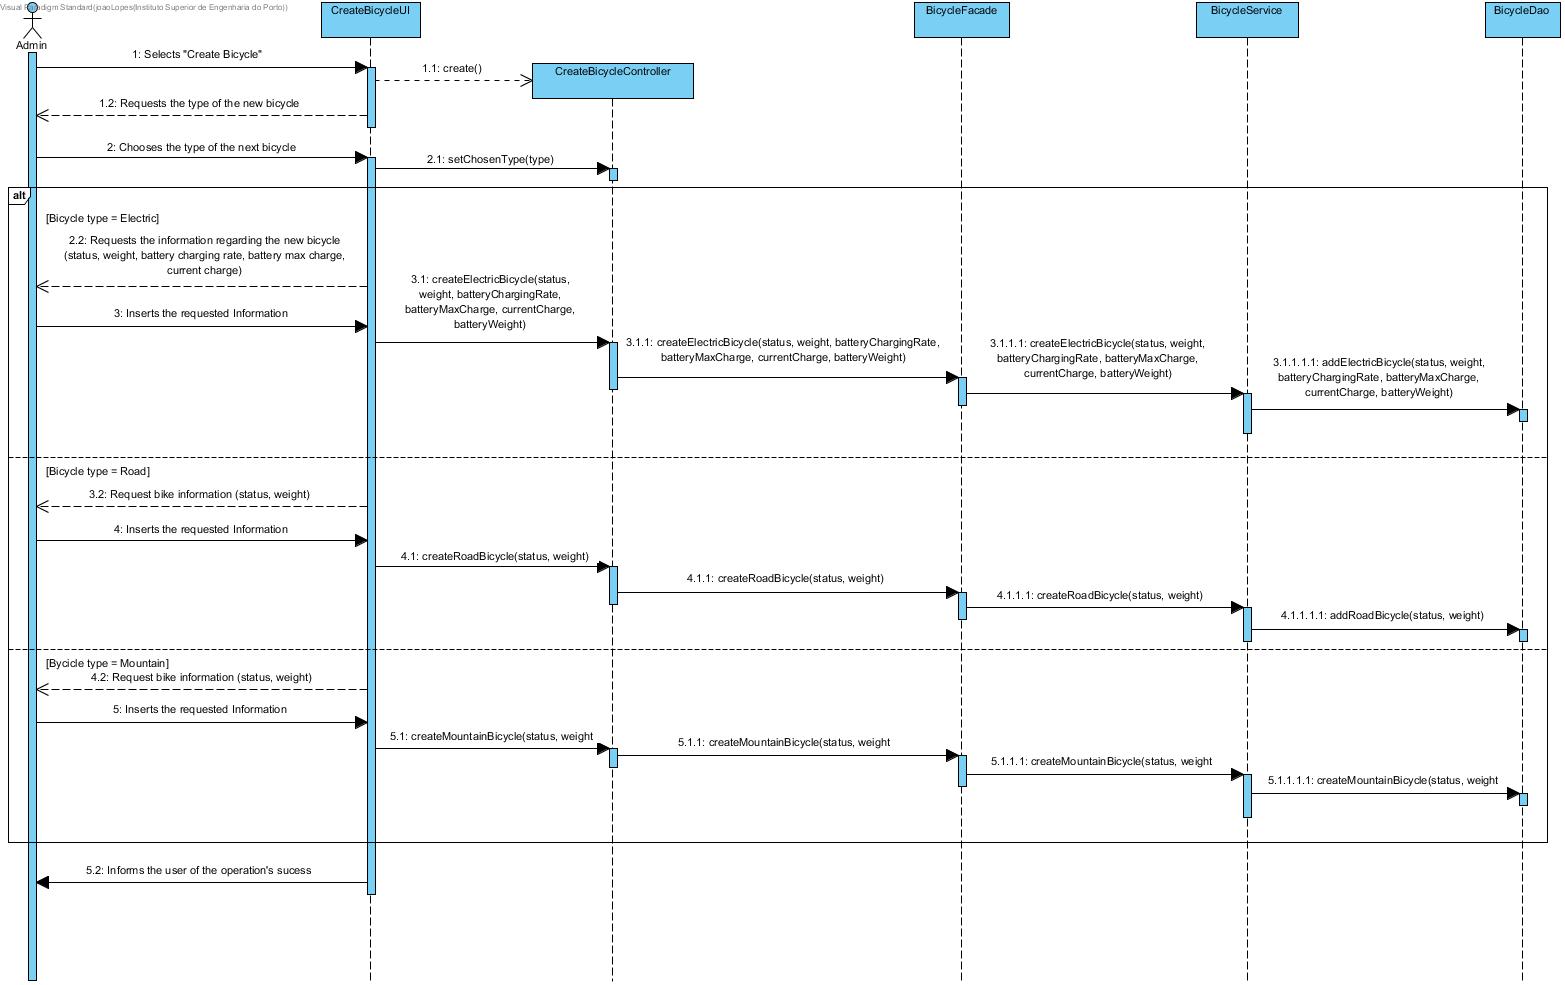 Visual Paradigm Standard(joaoLopes(Instituto Superior de Engenharia do Porto))
CreateBicycleUI
BicycleFacade
BicycleService
BicycleDao
Admin
1: Selects "Create Bicycle"
1.1: create()
CreateBicycleController
1.2: Requests the type of the new bicycle
2: Chooses the type of the next bicycle
2.1: setChosenType(type)
alt
[Bicycle type = Electric]
2.2: Requests the information regarding the new bicycle
(status, weight, battery charging rate, battery max charge,
current charge)
3: Inserts the requested Information
3.1: createElectricBicycle(status,
weight, batteryChargingRate,
batteryMaxCharge, currentCharge,
batteryWeight)
3.1.1: createElectricBicycle(status, weight, batteryChargingRate,
batteryMaxCharge, currentCharge, batteryWeight)
3.1.1.1: createElectricBicycle(status, weight,
batteryChargingRate, batteryMaxCharge,
currentCharge, batteryWeight)
3.1.1.1.1: addElectricBicycle(status, weight,
batteryChargingRate, batteryMaxCharge,
currentCharge, batteryWeight)
[Bicycle type = Road]
3.2: Request bike information (status, weight)
4: Inserts the requested Information
4.1: createRoadBicycle(status, weight)
4.1.1: createRoadBicycle(status, weight)
4.1.1.1: createRoadBicycle(status, weight)
4.1.1.1.1: addRoadBicycle(status, weight)
[Bycicle type = Mountain]
4.2: Request bike information (status, weight)
5: Inserts the requested Information
5.1: createMountainBicycle(status, weight
5.1.1: createMountainBicycle(status, weight
5.1.1.1: createMountainBicycle(status, weight
5.1.1.1.1: createMountainBicycle(status, weight
5.2: Informs the user of the operation's sucess